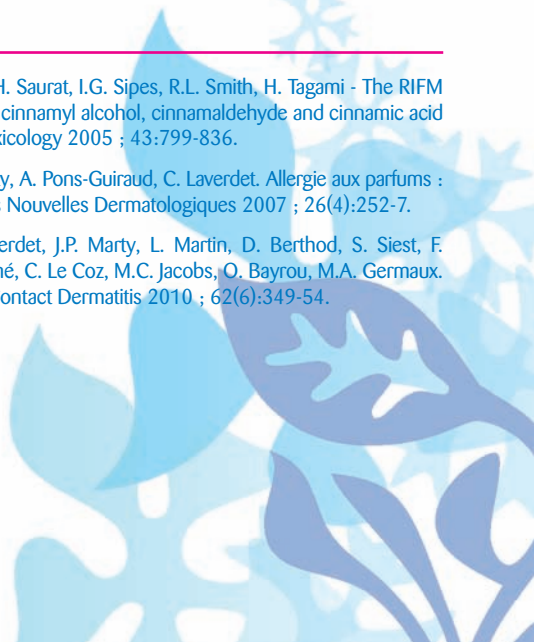 H. Saurat, I.G. Sipes, R.L. Smith, H. Tagami - The RIFM
cinnamyl alcohol, cinnamaldehyde and cinnamic acid
xicology 2005 ; 43:799-836.
y, A. Pons-Guiraud, C. Laverdet. Allergie aux parfums :
s Nouvelles Dermatologiques 2007 ; 26(4):252-7.
erdet, J.P. Marty, L. Martin, D. Berthod, S. Siest, F.
né, C. Le Coz, M.C. Jacobs, O. Bayrou, M.A. Germaux.
ontact Dermatitis 2010 ; 62(6):349-54.